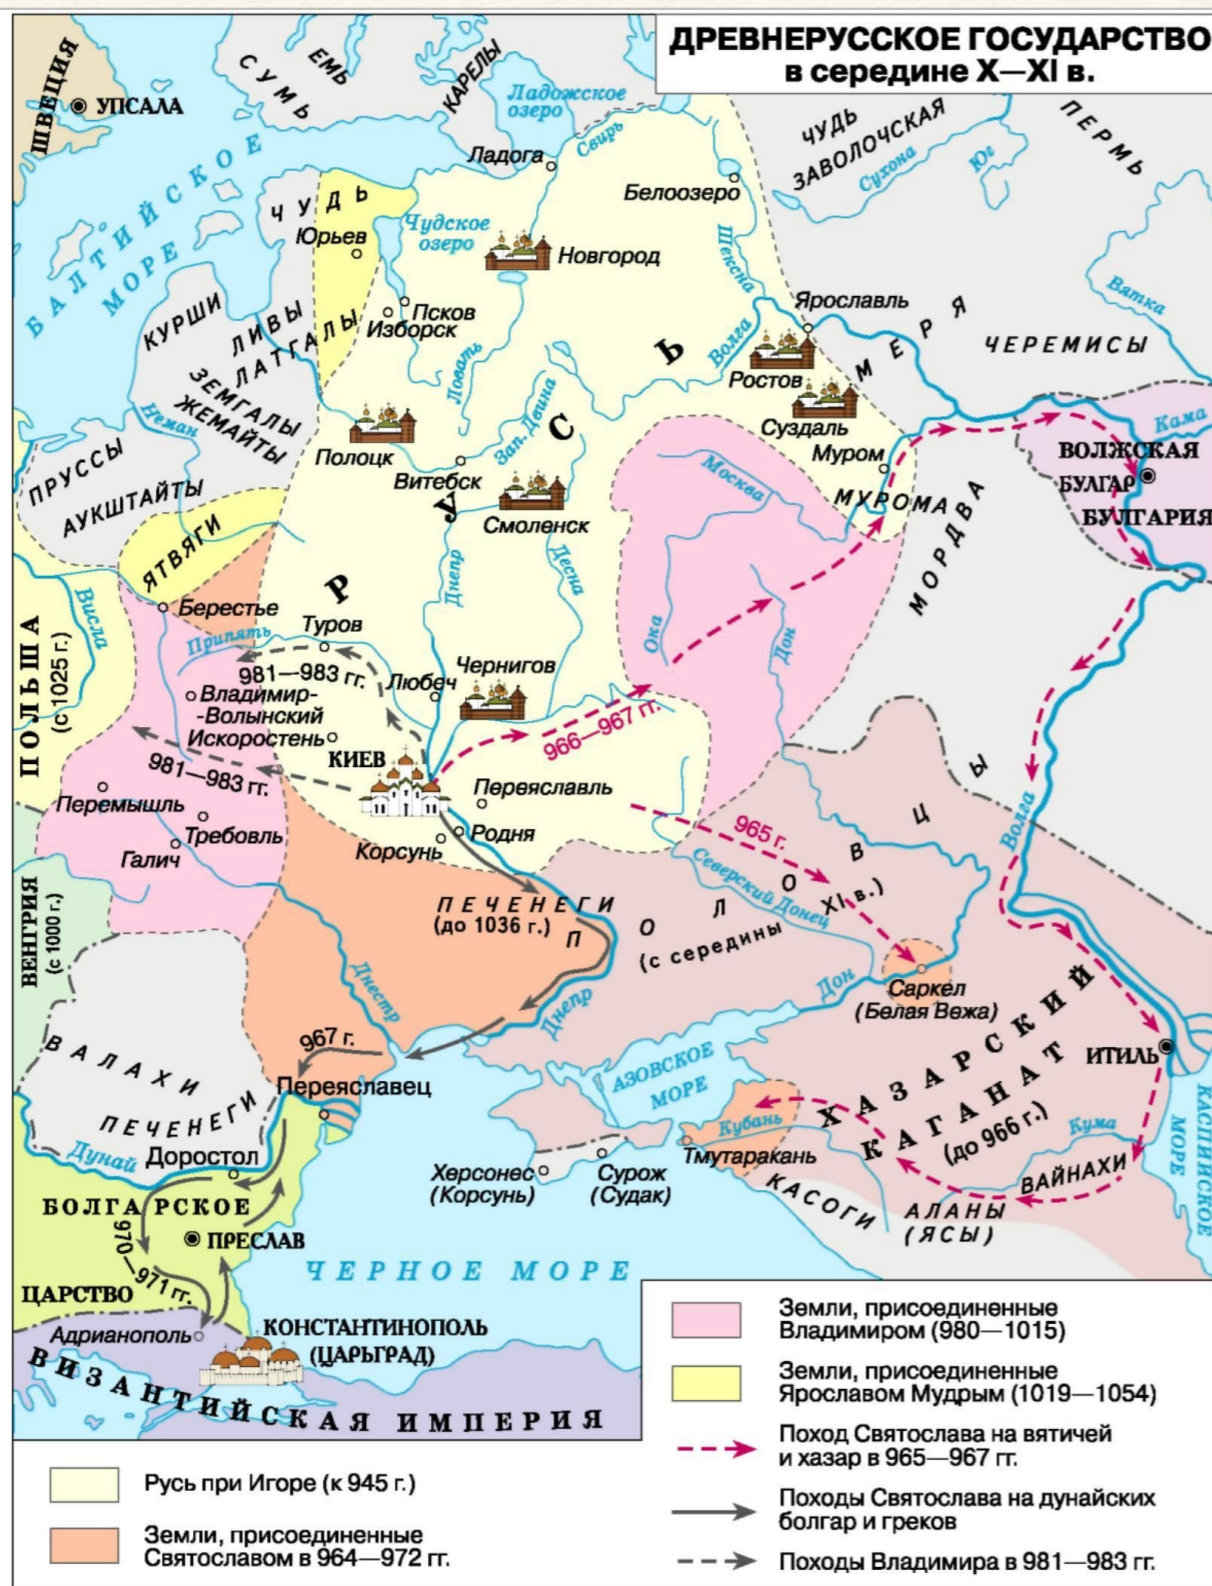 ДРЕВНЕРУССКОЕ ГОСУДАРСТВО
в середине X—XI в.
ШВЕЦИЯ
УПСАЛА
СУМЬ
ЕМЬ
КАРЕЛЫ
Ладожское
озеро
Свирь
Ладога
Белоозеро
ЧУДЬ
ЗАВОЛОЧСКАЯ
Сухона
Юг
ПЕРМЬ
БАЛТИЙСКОЕ
МОРЕ
ЧУДЬ
Юрьев
Чудское
озеро
Новгород
Шексна
Псков
Изборск
Ярославль
Вятка
КУРШИ
ЛИВЫ
ЛАТГАЛЫ
ЗЕМГАЛЫ
ЖЕМАЙТЫ
Ловать
Волга
Ростов
МЕРЯ
ЧЕРЕМИСЫ
Неман
Зап. Двина
Суздаль
Кама
Полоцк
Витебск
Муром
ВОЛЖСКАЯ
БУЛГАР
БУЛГАРИЯ
ПРУССЫ
АУКШТАЙТЫ
РУСЬ
Смоленск
Москва
МУРОМА
МОРДВА
ЯТВЯГИ
Днепр
Десна
Висла
Берестье
Припять
Туров
Ока
Дон
ПОЛЬША
(с 1025 г.)
981—983 гг.
Любеч
Чернигов
Владимир-
-Волынский
Искоростень
КИЕВ
966—967 гг.
981—983 гг.
Переяславль
Перемышль
Требовль
Галич
Родня
Корсунь
965 г.
Северский Донец
Волга
ВЕНГРИЯ
(с 1000 г.)
ПЕЧЕНЕГИ
(до 1036 г.)
ПОЛОВЦЫ
(с середины XI в.)
Днестр
Днепр
Дон
Саркел
(Белая Вежа)
ВАЛАХИ
967 г.
АЗОВСКОЕ
МОРЕ
ХАЗАРСКИЙ
КАГАНАТ
(до 966 г.)
ИТИЛЬ
Переяславец
ПЕЧЕНЕГИ
Кубань
Кума
КАСПИЙСКОЕ
МОРЕ
Дунай
Доростол
Херсонес
(Корсунь)
Сурож
(Судак)
Тмутаракань
ВАЙНАХИ
КАСОГИ
АЛАНЫ
(ЯСЫ)
БОЛГАРСКОЕ
ЦАРСТВО
970—971 гг.
ПРЕСЛАВ
ЧЕРНОЕ МОРЕ
Адрианополь
КОНСТАНТИНОПОЛЬ
(ЦАРЬГРАД)
ВИЗАНТИЙСКАЯ ИМПЕРИЯ
Русь при Игоре (к 945 г.)
Земли, присоединенные
Святославом в 964—972 гг.
Земли, присоединенные
Владимиром (980—1015)
Земли, присоединенные
Ярославом Мудрым (1019—1054)
Поход Святослава на вятичей
и хазар в 965—967 гг.
Походы Святослава на дунайских
болгар и греков
Походы Владимира в 981—983 гг.